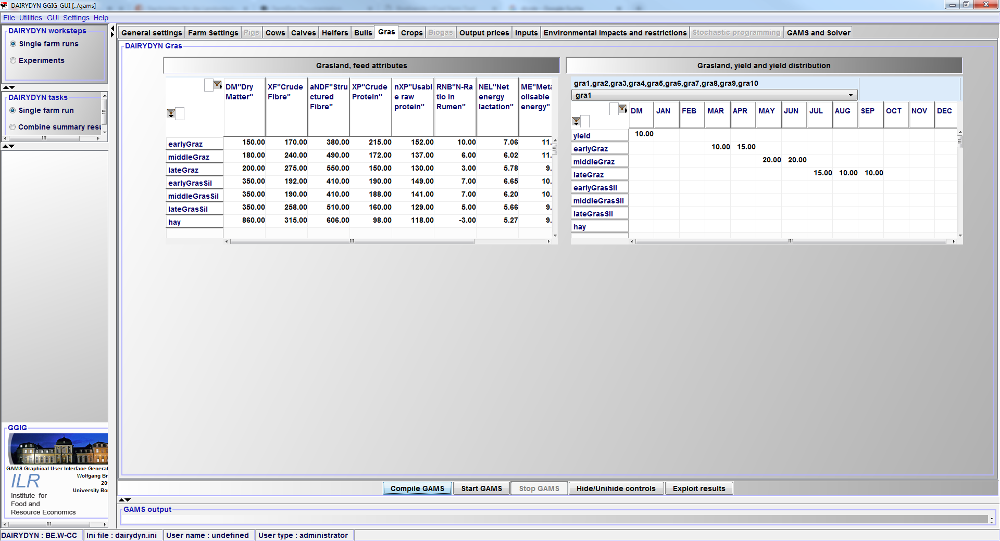 DAIRYDYN GGIG-GUI [../gams]
File Utilities GUI Settings Help
DAIRYDYN worksteps
Single farm runs
Experiments
DAIRYDYN tasks
Single farm run
Combine summary resu
General settings Farm Settings Pigs Cows Calves Heifers Bulls Gras Crops Biogas Output prices Inputs Environmental impacts and restrictions Stochastic programming GAMS and Solver
DAIRYDYN Gras
Grasland, feed attributes
DM"Dry Matter" XF"Crude Fibre" aNDF"Structured Fibre" XP"Crude Protein" nXP"Usable raw protein" RNB"N-Ratio in Rumen" NEL"Net energy lactation" ME"Metaolisable energy"
earlyGraz 150.00 170.00 380.00 215.00 152.00 10.00 7.06 11.
middleGraz 180.00 240.00 490.00 172.00 137.00 6.00 6.02 11.
lateGraz 200.00 275.00 550.00 150.00 130.00 3.00 5.78 9.
earlyGrasSil 350.00 192.00 410.00 190.00 149.00 7.00 6.65 10.
middleGrasSil 350.00 190.00 410.00 188.00 141.00 7.00 6.20 10.
lateGrasSil 350.00 258.00 510.00 160.00 129.00 5.00 5.66 9.
hay 860.00 315.00 606.00 98.00 118.00 -3.00 5.27 9.
Grasland, yield and yield distribution
gra1,gra2,gra3,gra4,gra5,gra6,gra7,gra8,gra9,gra10
gra1
DM JAN FEB MAR APR MAY JUN JUL AUG SEP OCT NOV DEC
yield 10.00
earlyGraz 10.00 15.00
middleGraz 20.00 20.00
lateGraz 15.00 10.00 10.00
earlyGrasSil
middleGrasSil
lateGrasSil
hay
GGIG
GAMS Graphical User Interface Generat
Wolfgang Br
20
University Bon
ILR
Institute for
Food and
Resource Economics
Compile GAMS Start GAMS Stop GAMS Hide/Unihide controls Exploit results
GAMS output
DAIRYDYN : BE.W-CC Ini file : dairydyn.ini User name : undefined User type : administrator